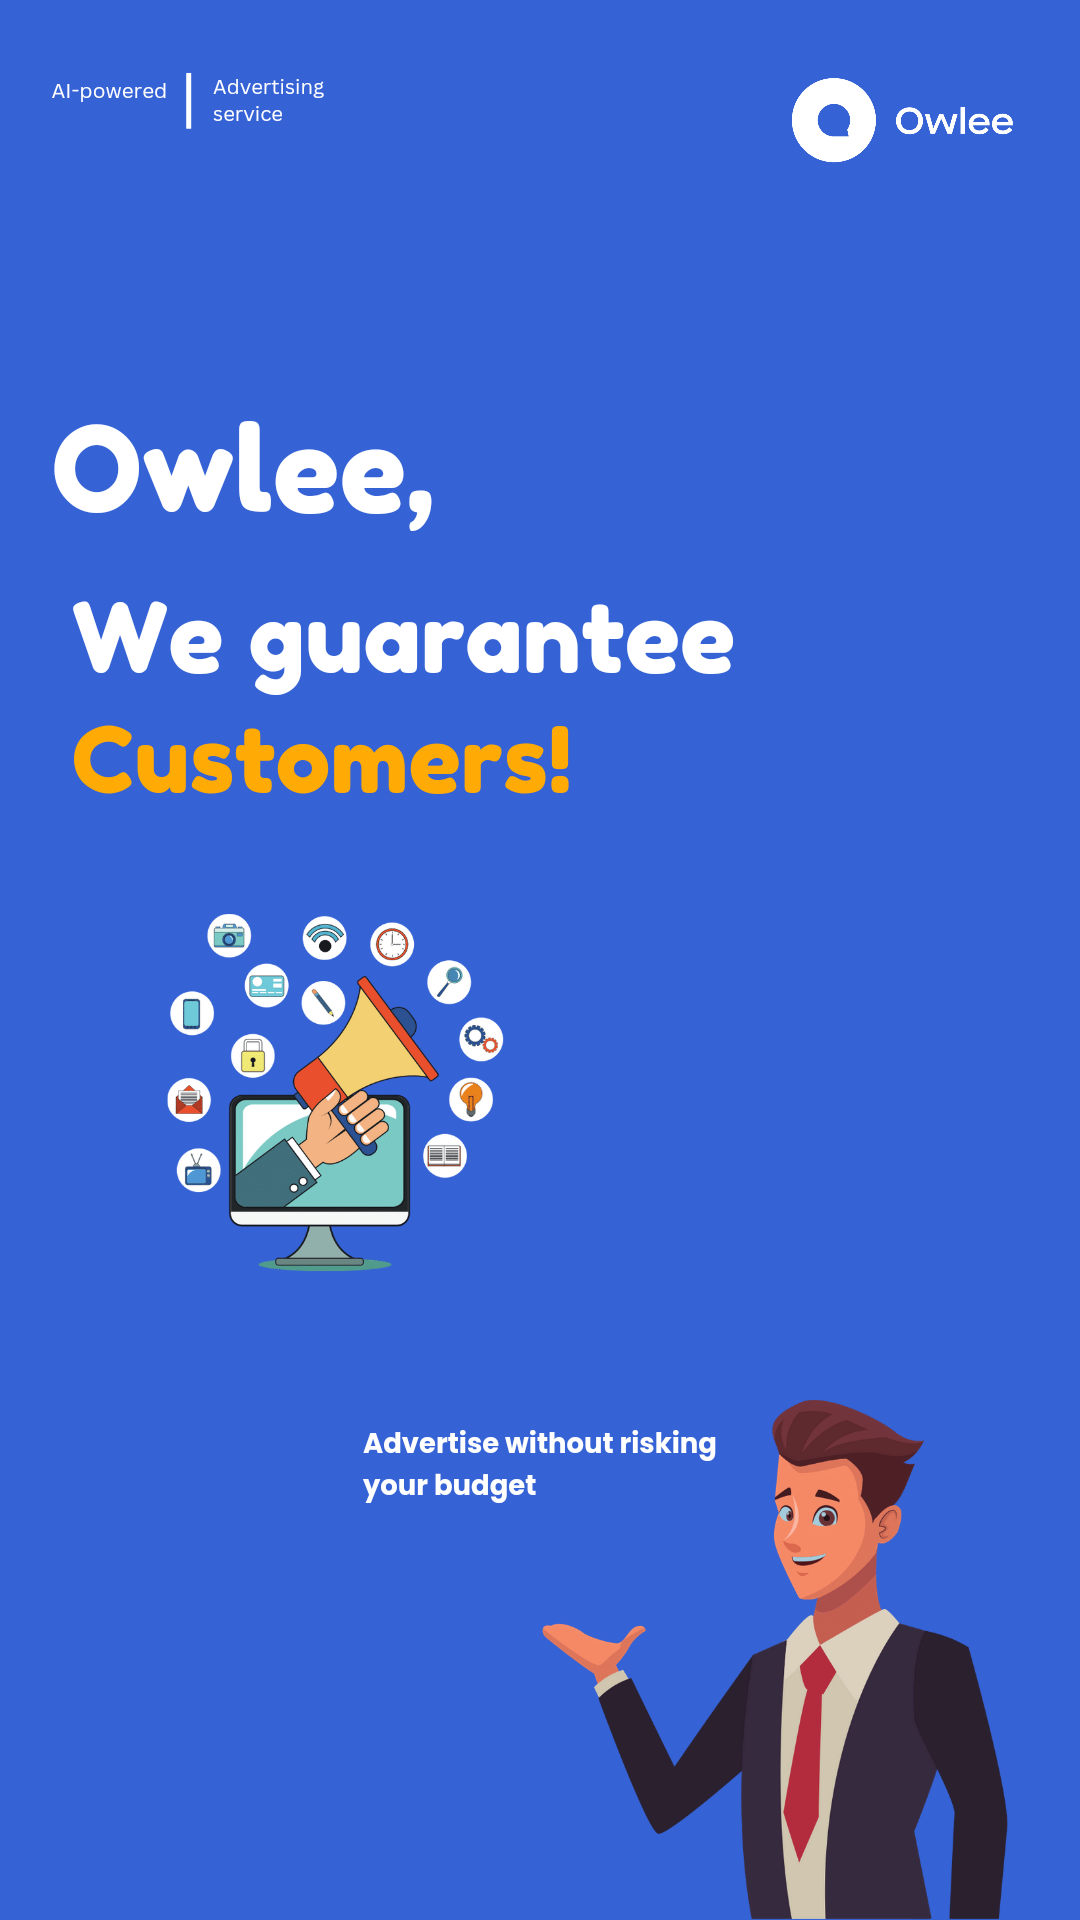 AI-powered
Advertising
service
Owlee
Owlee,
We guarantee
Customers!
Advertise without risking
your budget